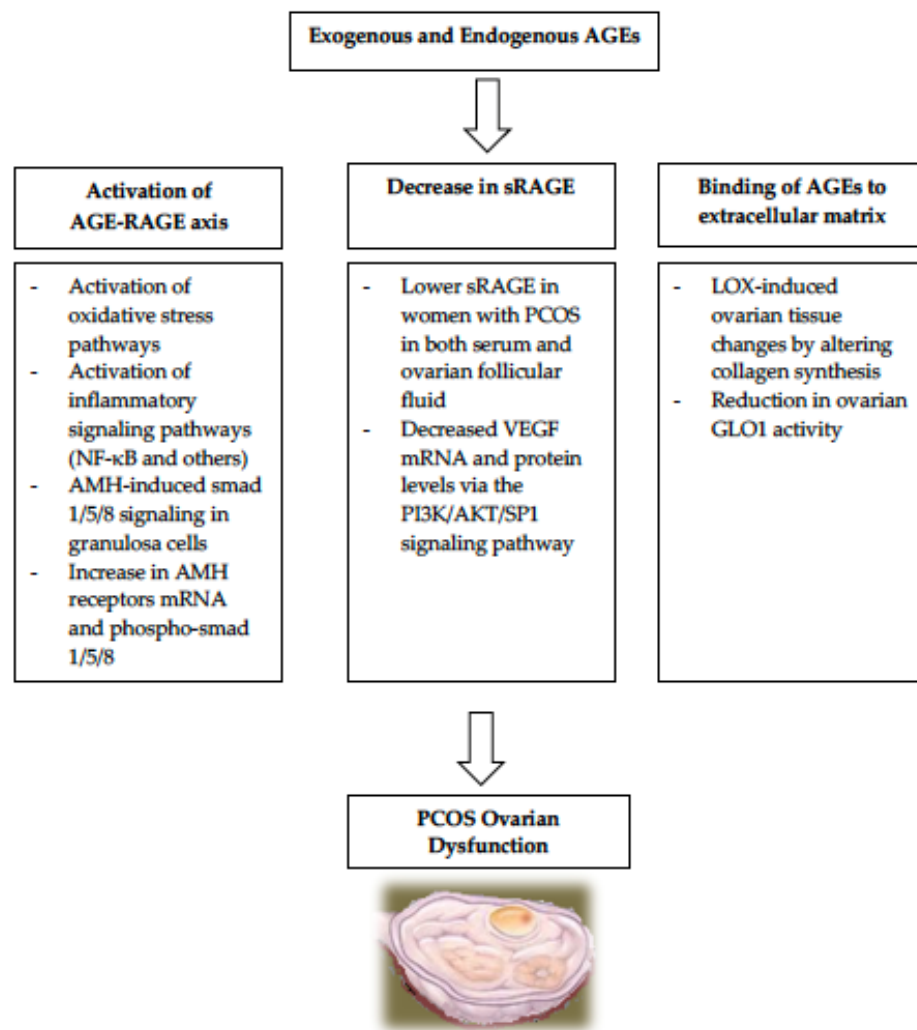 Exogenous and Endogenous AGEs
Activation of
AGE-RAGE axis
- Activation of
oxidative stress
pathways
- Activation of
inflammatory
signaling pathways
(NF-κB and others)
- AMH-induced smad
1/5/8 signaling in
granulosa cells
- Increase in AMH
receptors mRNA
and phospho-smad
1/5/8
Decrease in sRAGE
- Lower sRAGE in
women with PCOS
in both serum and
ovarian follicular
fluid
- Decreased VEGF
mRNA and protein
levels via the
PI3K/AKT/SP1
signaling pathway
Binding of AGEs to
extracellular matrix
- LOX-induced
ovarian tissue
changes by altering
collagen synthesis
- Reduction in ovarian
GLO1 activity
PCOS Ovarian
Dysfunction